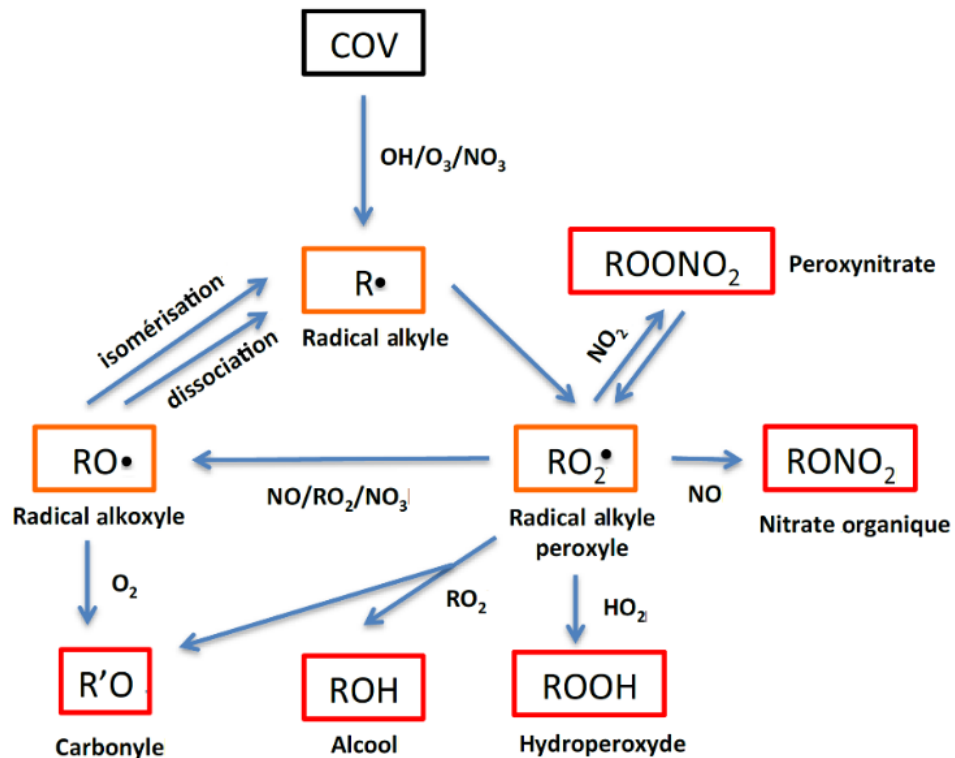 COV
OH/O₃/NO₃
ROONO₂
Peroxynitrate
R•
Radical alkyle
isomérisation
dissociation
NO₂
RO•
Radical alkoxyle
NO/RO₂/NO₃
RO₂•
Radical alkyle
peroxyle
NO
RONO₂
Nitrate organique
O₂
RO₂
HO₂
R’O
Carbonyle
ROH
Alcool
ROOH
Hydroperoxyde